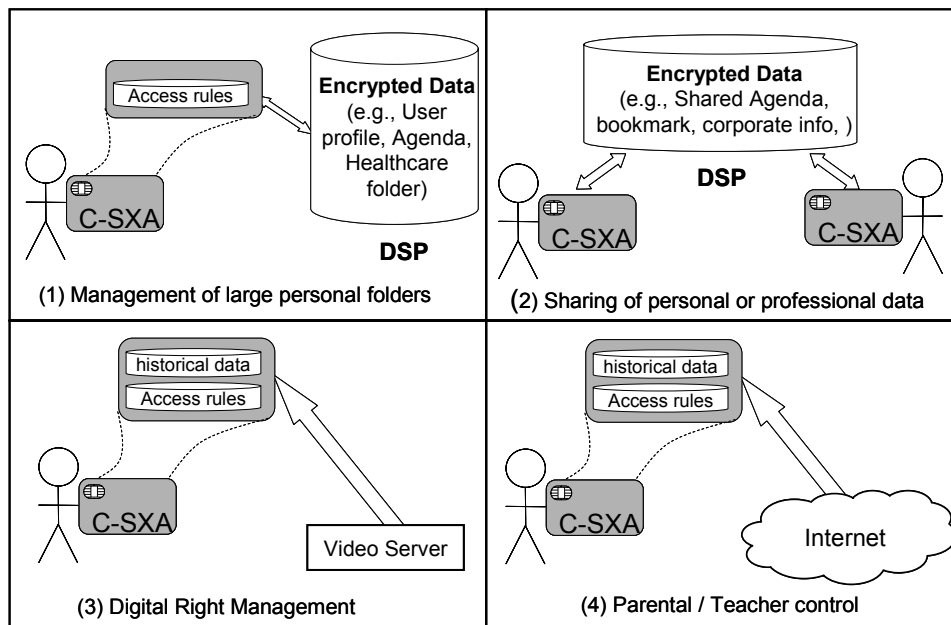 Access rules
Encrypted Data
(e.g., User
profile, Agenda,
Healthcare
folder)
C-SXA
DSP
(1) Management of large personal folders
Encrypted Data
(e.g., Shared Agenda,
bookmark, corporate info, )
DSP
C-SXA
C-SXA
(2) Sharing of personal or professional data
historical data
Access rules
C-SXA
Video Server
(3) Digital Right Management
historical data
Access rules
C-SXA
Internet
(4) Parental / Teacher control